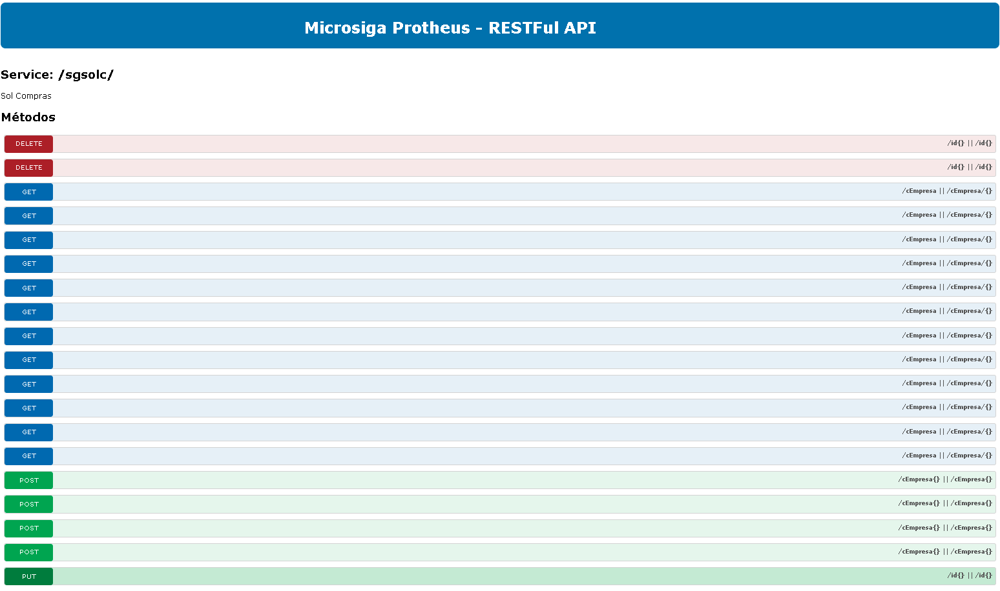 Microsiga Protheus - RESTFul API
Service: /sgsolc/
Sol Compras
Métodos
DELETE /id{} || /id{}
DELETE /id{} || /id{}
GET /cEmpresa || /cEmpresa/{}
GET /cEmpresa || /cEmpresa/{}
GET /cEmpresa || /cEmpresa/{}
GET /cEmpresa || /cEmpresa/{}
GET /cEmpresa || /cEmpresa/{}
GET /cEmpresa || /cEmpresa/{}
GET /cEmpresa || /cEmpresa/{}
GET /cEmpresa || /cEmpresa/{}
GET /cEmpresa || /cEmpresa/{}
GET /cEmpresa || /cEmpresa/{}
GET /cEmpresa || /cEmpresa/{}
GET /cEmpresa || /cEmpresa/{}
POST /cEmpresa{} || /cEmpresa{}
POST /cEmpresa{} || /cEmpresa{}
POST /cEmpresa{} || /cEmpresa{}
POST /cEmpresa{} || /cEmpresa{}
PUT /id{} || /id{}